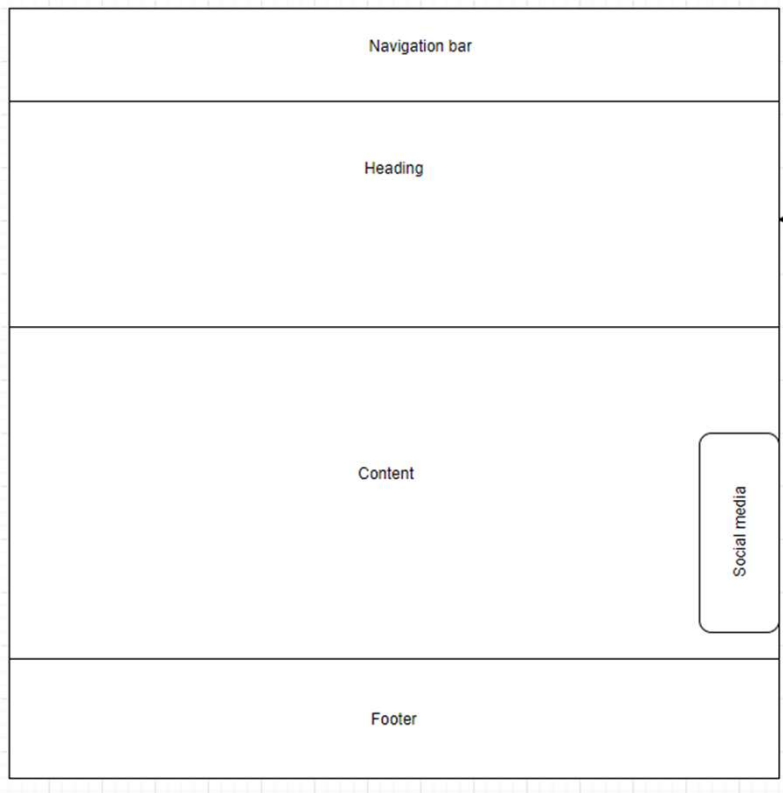 Navigation bar
Heading
Content
Social media
Footer